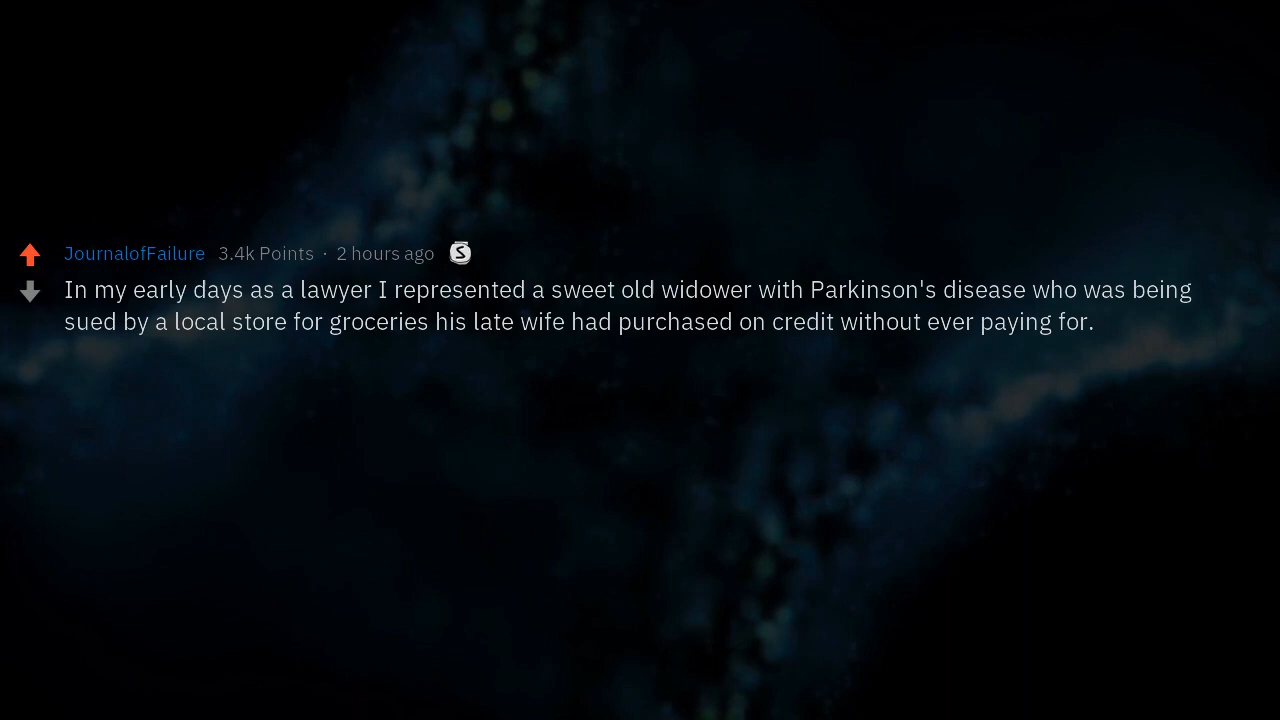 JournalofFailure 3.4k Points · 2 hours ago S
In my early days as a lawyer I represented a sweet old widower with Parkinson's disease who was being
sued by a local store for groceries his late wife had purchased on credit without ever paying for.